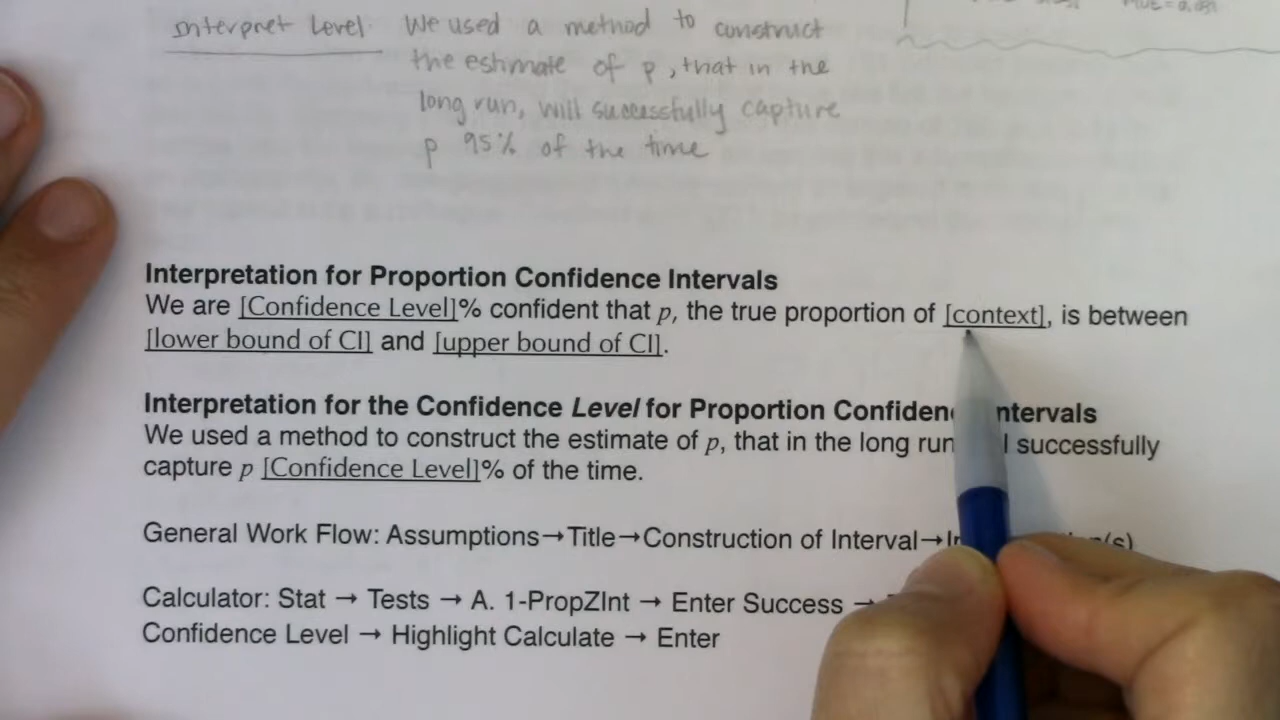 Interpret Level We used a method to construct
the estimate of p, that in the
long run, will successfully capture
p 95% of the time
Interpretation for Proportion Confidence Intervals
We are [Confidence Level]% confident that p, the true proportion of [context], is between
[lower bound of CI] and [upper bound of CI].
Interpretation for the Confidence Level for Proportion Intervals
We used a method to construct the estimate of p, that in the long run successfully
capture p [Confidence Level]% of the time.
General Work Flow: Assumptions→Title→Construction of Interval→
Calculator: Stat → Tests → A. 1-PropZInt → Enter Success →
Confidence Level → Highlight Calculate → Enter